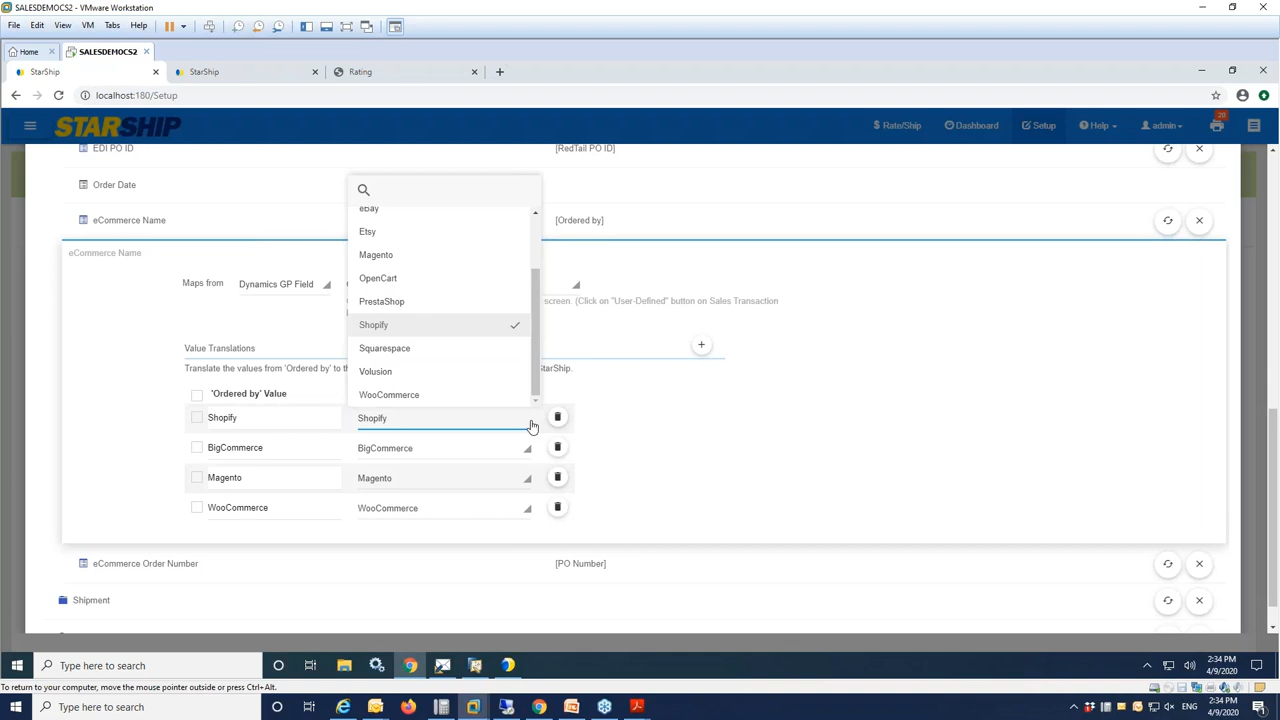 SALESDEMOCS2 - VMware Workstation
File Edit View VM Tabs Help
Home SALESDEMOCS2
StarShip StarShip Rating
localhost:180/Setup
STARSHIP $ Rate/Ship Dashboard Setup Help admin 20
EDI PO ID [RedTail PO ID]
Order Date
eCommerce Name [Ordered by]
eBay
Etsy
Magento
OpenCart
PrestaShop
Shopify
Squarespace
Volusion
WooCommerce
eCommerce Name
Maps from Dynamics GP Field
screen. (Click on "User-Defined" button on Sales Transaction
Value Translations
Translate the values from 'Ordered by' to th
StarShip.
'Ordered by' Value
Shopify Shopify
BigCommerce BigCommerce
Magento Magento
WooCommerce WooCommerce
eCommerce Order Number [PO Number]
Shipment
Type here to search 2:34 PM
4/9/2020
To return to your computer, move the mouse pointer outside or press Ctrl+Alt.
Type here to search 2:34 PM
4/9/2020